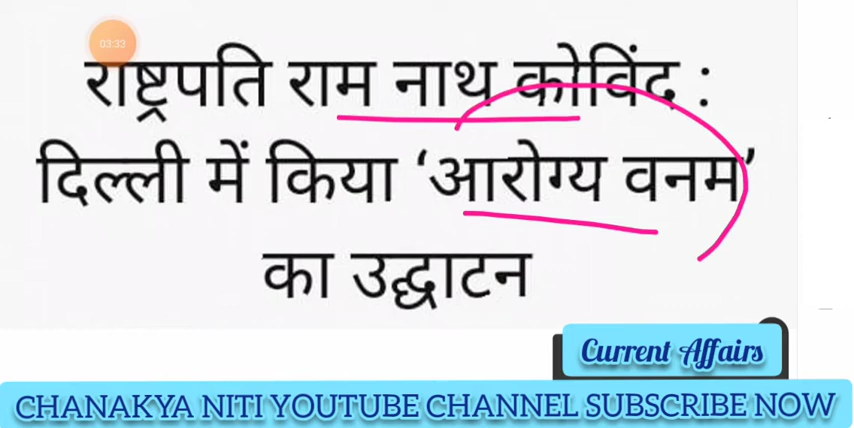 03:33
राष्ट्रपति राम नाथ कोविंद :
दिल्ली में किया ‘आरोग्य वनम’
का उद्घाटन
Current Affairs
CHANAKYA NITI YOUTUBE CHANNEL SUBSCRIBE NOW